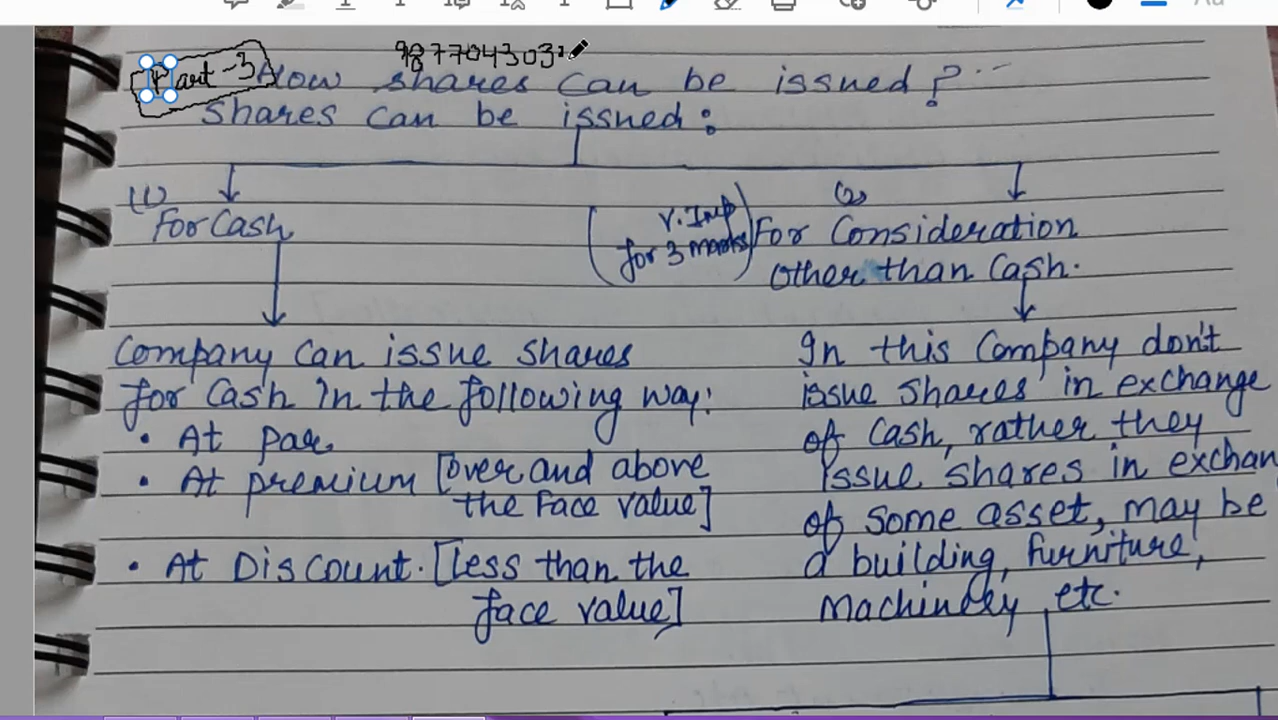 987704303
Part -3 How shares can be issued?
Shares can be issued:
(1)
For Cash
(V. Imp
for 3 marks)
(2)
For Consideration
Other than Cash.
Company Can issue shares
for Cash in the following way:
• At par
• At premium [over and above
the Face value]
• At Discount. [Less than the
face value]
In this Company don't
issue shares in exchange
of Cash, rather they
issue shares in exchan
of some asset, may be
a building, furniture,
Machinery etc.